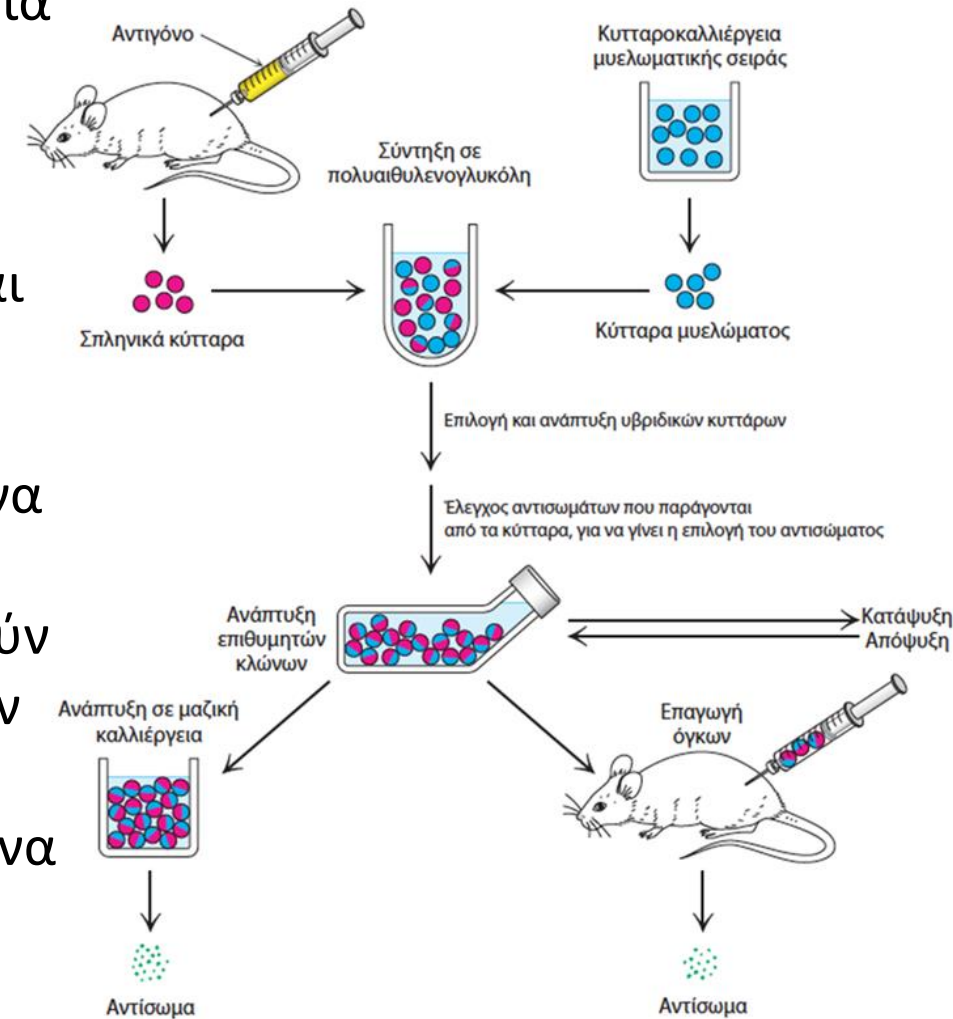 Αντιγόνο
Κυτταροκαλλιέργεια
μυελωματικής σειράς
Σύντηξη σε
πολυαιθυλενογλυκόλη
Σπληνικά κύτταρα
Κύτταρα μυελώματος
Επιλογή και ανάπτυξη υβριδικών κυττάρων
Έλεγχος αντισωμάτων που παράγονται
από τα κύτταρα, για να γίνει η επιλογή του αντισώματος
Ανάπτυξη
επιθυμητών
κλώνων
Κατάψυξη
Απόψυξη
Ανάπτυξη σε μαζική
καλλιέργεια
Επαγωγή
όγκων
Αντίσωμα
Αντίσωμα